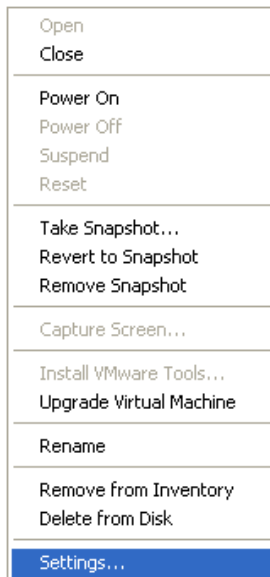 Open
Close
Power On
Power Off
Suspend
Reset
Take Snapshot...
Revert to Snapshot
Remove Snapshot
Capture Screen...
Install VMware Tools...
Upgrade Virtual Machine
Rename
Remove from Inventory
Delete from Disk
Settings...